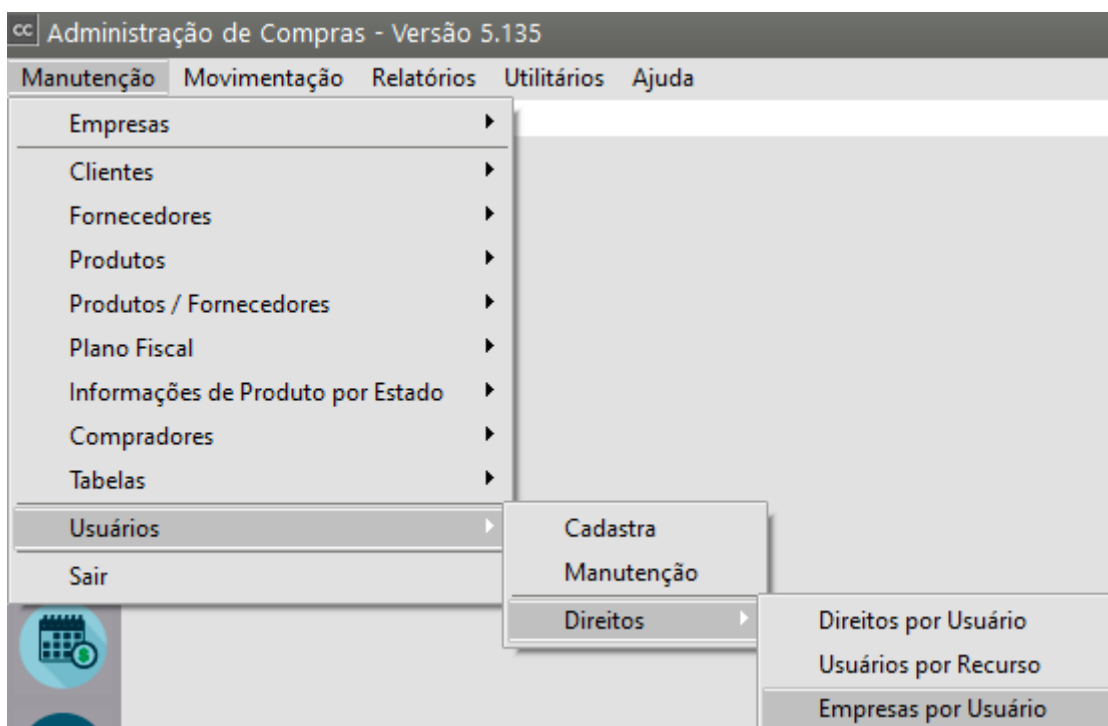 cc Administração de Compras - Versão 5.135
Manutenção Movimentação Relatórios Utilitários Ajuda
Empresas
Clientes
Fornecedores
Produtos
Produtos / Fornecedores
Plano Fiscal
Informações de Produto por Estado
Compradores
Tabelas
Usuários
Sair
Cadastra
Manutenção
Direitos
Direitos por Usuário
Usuários por Recurso
Empresas por Usuário